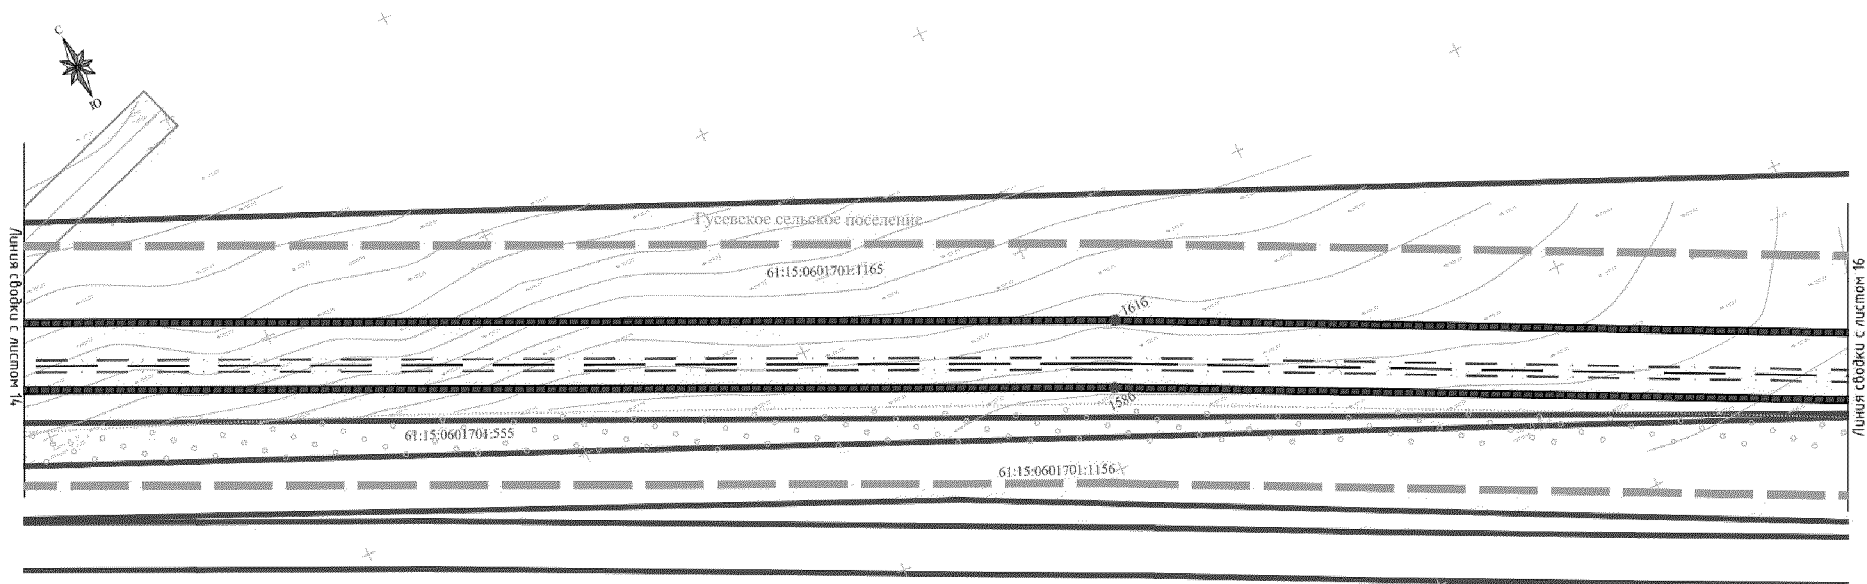 С
Ю
Гусевское сельское поселение
61:15:0601701:1165
Линия сводки с листом 14
Линия сводки с листом 16
1616
1586
61:15:0601701:555
61:15:0601701:1156